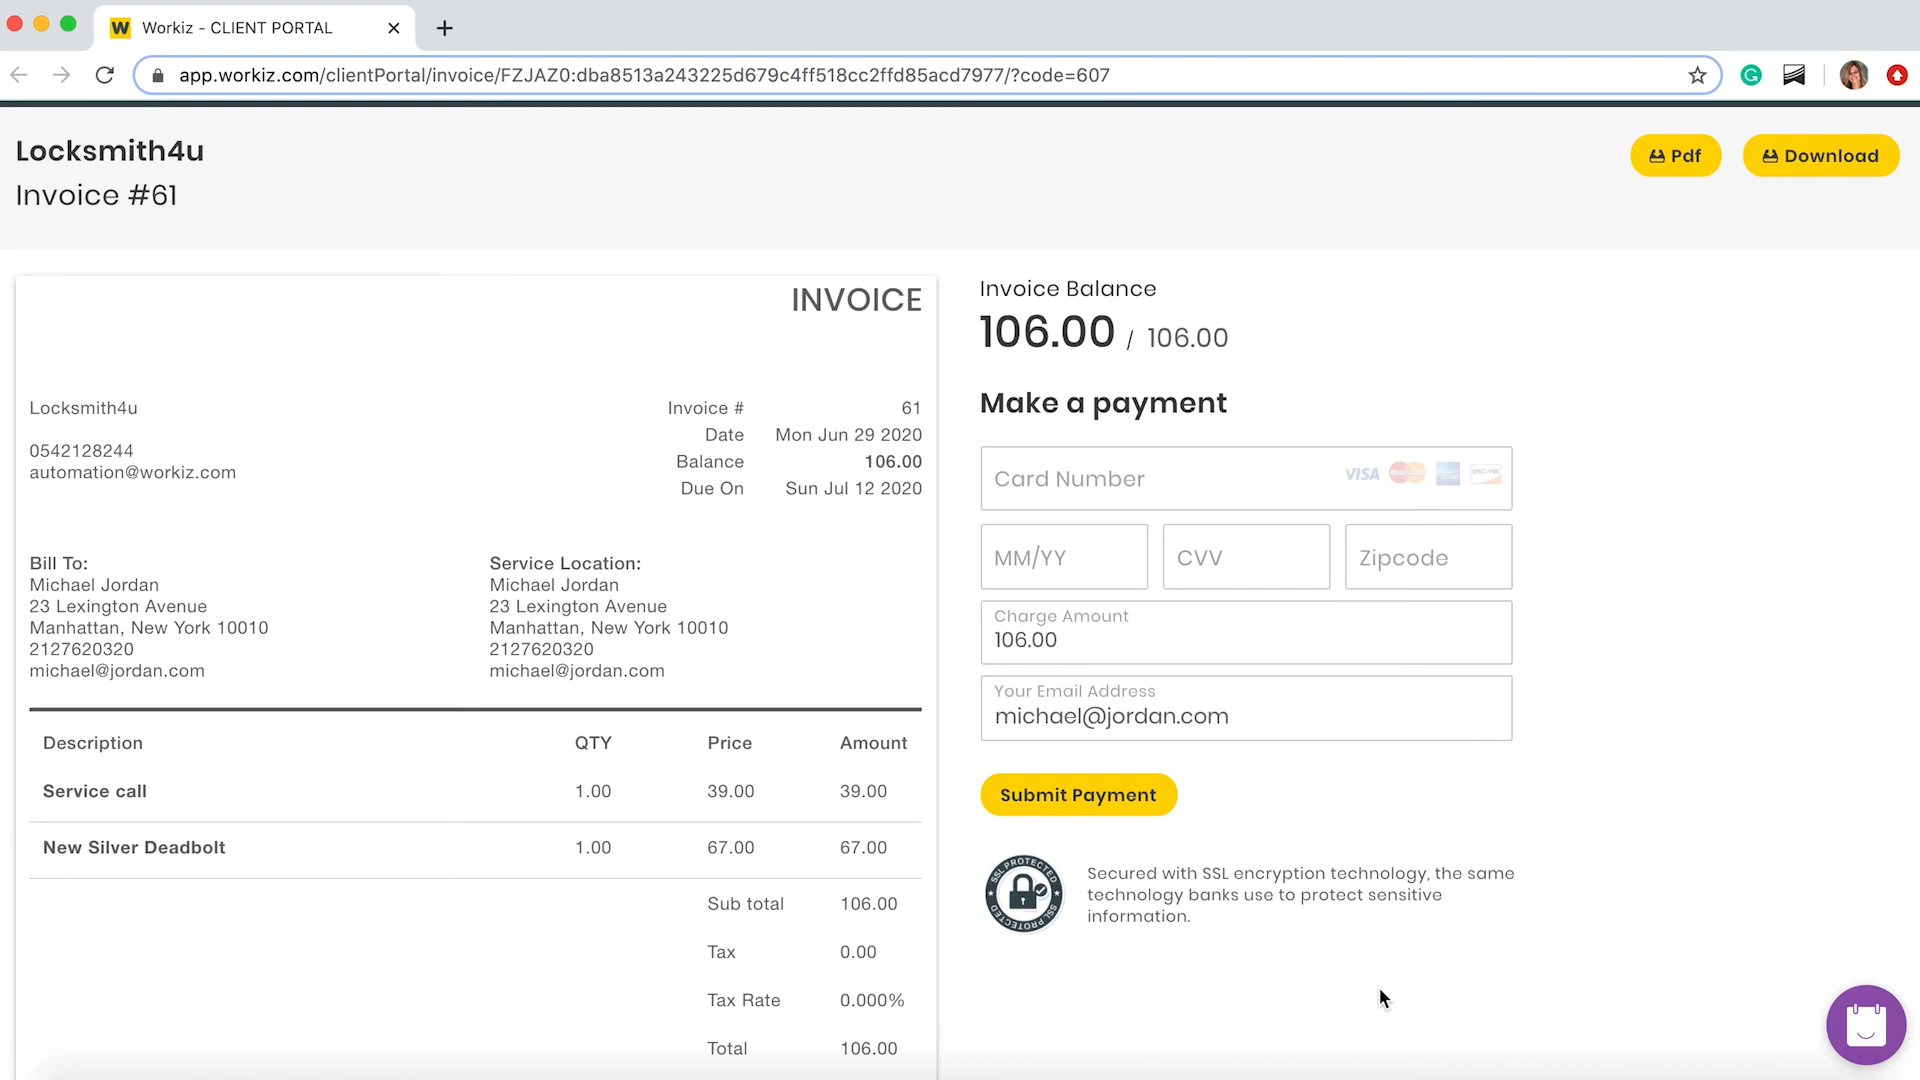 W Workiz - CLIENT PORTAL
app.workiz.com/clientPortal/invoice/FZJAZ0:dba8513a243225d679c4ff518cc2ffd85acd7977/?code=607
Locksmith4u
Invoice #61
Pdf
Download
INVOICE
Locksmith4u
0542128244
automation@workiz.com
Invoice # 61
Date Mon Jun 29 2020
Balance 106.00
Due On Sun Jul 12 2020
Bill To:
Michael Jordan
23 Lexington Avenue
Manhattan, New York 10010
2127620320
michael@jordan.com
Service Location:
Michael Jordan
23 Lexington Avenue
Manhattan, New York 10010
2127620320
michael@jordan.com
Description QTY Price Amount
Service call 1.00 39.00 39.00
New Silver Deadbolt 1.00 67.00 67.00
Sub total 106.00
Tax 0.00
Tax Rate 0.000%
Total 106.00
Invoice Balance
106.00 / 106.00
Make a payment
Card Number VISA MasterCard DISCOVER
MM/YY CVV Zipcode
Charge Amount
106.00
Your Email Address
michael@jordan.com
Submit Payment
SSL PROTECTED
SSL PROTECTED
Secured with SSL encryption technology, the same
technology banks use to protect sensitive
information.